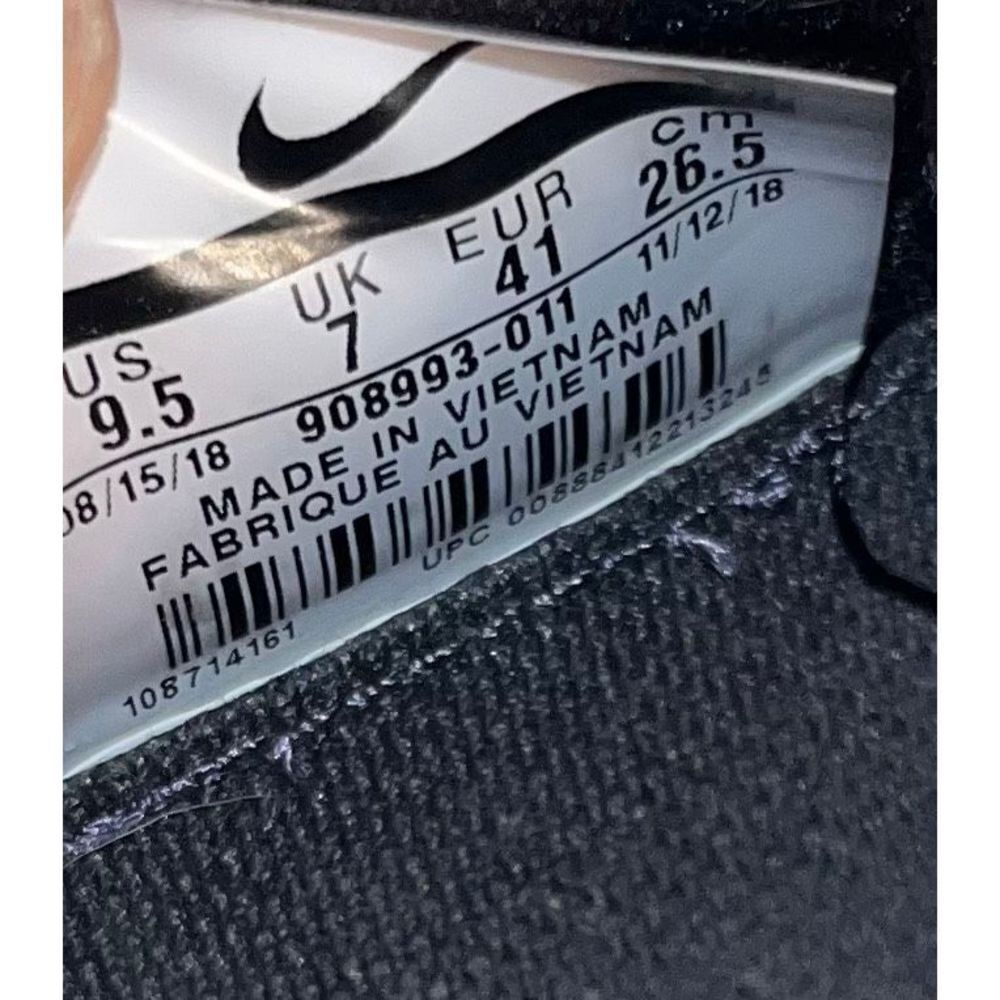 US UK EUR cm
9.5 7 41 26.5
08/15/18 908993-011 11/12/18
MADE IN VIETNAM
FABRIQUE AU VIETNAM
UPC 00888412213245
108714161